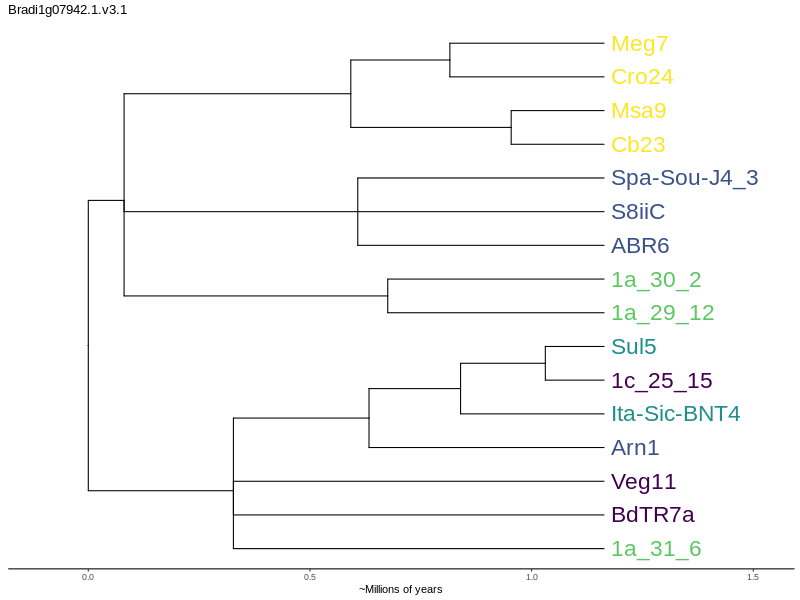 Bradi1g07942.1.v3.1
Meg7
Cro24
Msa9
Cb23
Spa-Sou-J4_3
S8iiC
ABR6
1a_30_2
1a_29_12
Sul5
1c_25_15
Ita-Sic-BNT4
Arn1
Veg11
BdTR7a
1a_31_6
0.0 0.5 1.0 1.5
~Millions of years